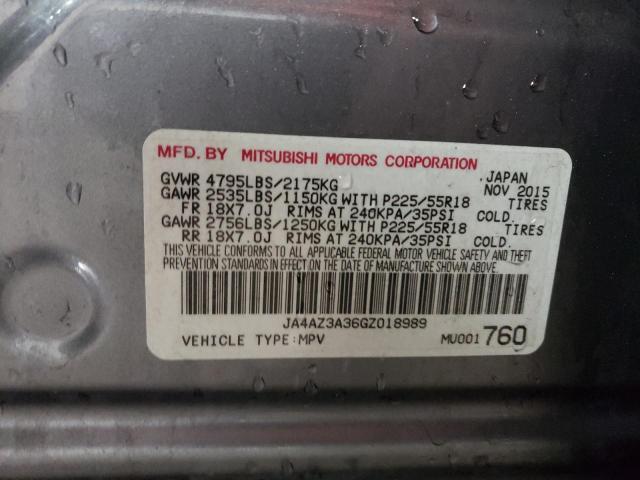 MFD. BY MITSUBISHI MOTORS CORPORATION
JAPAN
GVWR 4795LBS/2175KG NOV 2015
GAWR 2535LBS/1150KG WITH P225/55R18 TIRES
FR 18X7.0J RIMS AT 240KPA/35PSI COLD.
GAWR 2756LBS/1250KG WITH P225/55R18 TIRES
RR 18X7.0J RIMS AT 240KPA/35PSI COLD.
THIS VEHICLE CONFORMS TO ALL APPLICABLE FEDERAL MOTOR VEHICLE SAFETY AND THEFT
PREVENTION STANDARDS IN EFFECT ON THE DATE OF MANUFACTURE SHOWN ABOVE.
JA4AZ3A36GZ018989
VEHICLE TYPE:MPV MU001 760